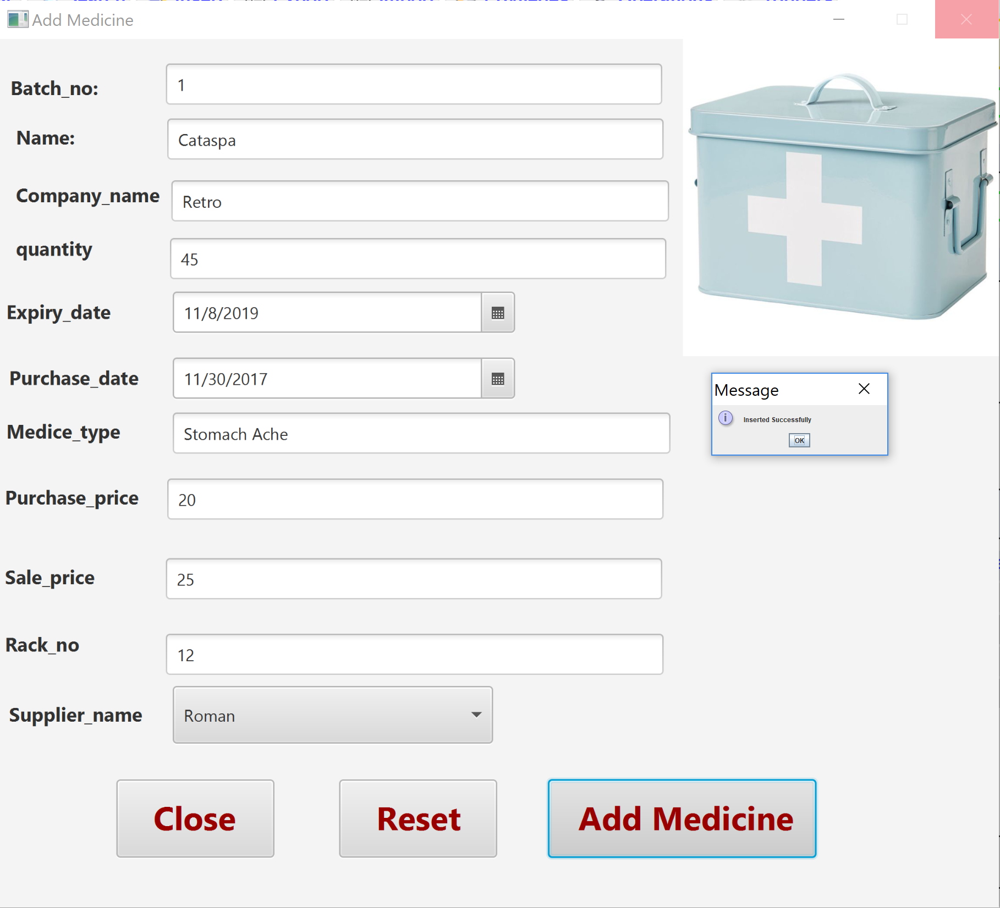 Add Medicine
Batch_no:
1
Name:
Cataspa
Company_name
Retro
quantity
45
Expiry_date
11/8/2019
Purchase_date
11/30/2017
Message
Inserted Successfully
OK
Medice_type
Stomach Ache
Purchase_price
20
Sale_price
25
Rack_no
12
Supplier_name
Roman
Close
Reset
Add Medicine